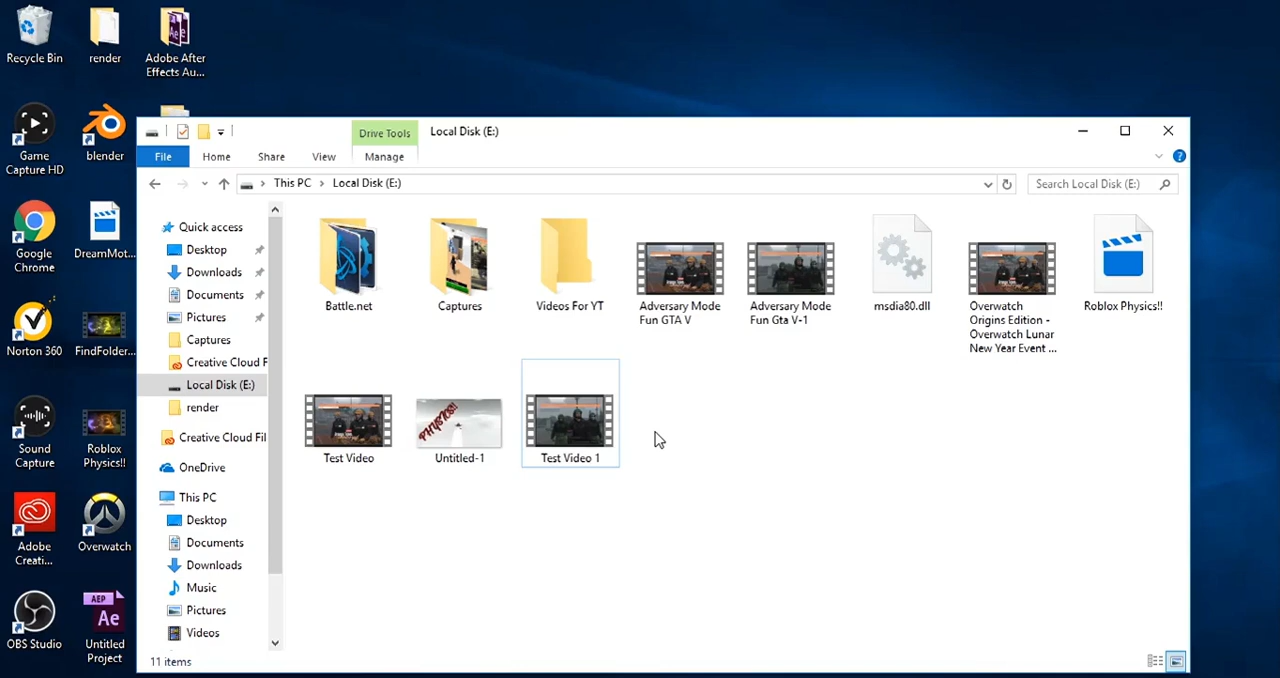 Recycle Bin
render
Adobe After
Effects Au...
Game
Capture HD
blender
Google
Chrome
DreamMot...
Norton 360
FindFolder...
Sound
Capture
Roblox
Physics!!
Adobe
Creati...
Overwatch
OBS Studio
AEP
Ae
Untitled
Project
Drive Tools
Local Disk (E:)
File
Home
Share
View
Manage
This PC
Local Disk (E:)
Search Local Disk (E:)
Quick access
Desktop
Downloads
Documents
Pictures
Captures
Creative Cloud F
Local Disk (E:)
render
Creative Cloud Fil
OneDrive
This PC
Desktop
Documents
Downloads
Music
Pictures
Videos
Battle.net
Captures
Videos For YT
Adversary Mode
Fun GTA V
Adversary Mode
Fun Gta V-1
msdia80.dll
Overwatch
Origins Edition -
Overwatch Lunar
New Year Event ...
Roblox Physics!!
Test Video
PHYSICS!!
Untitled-1
Test Video 1
11 items